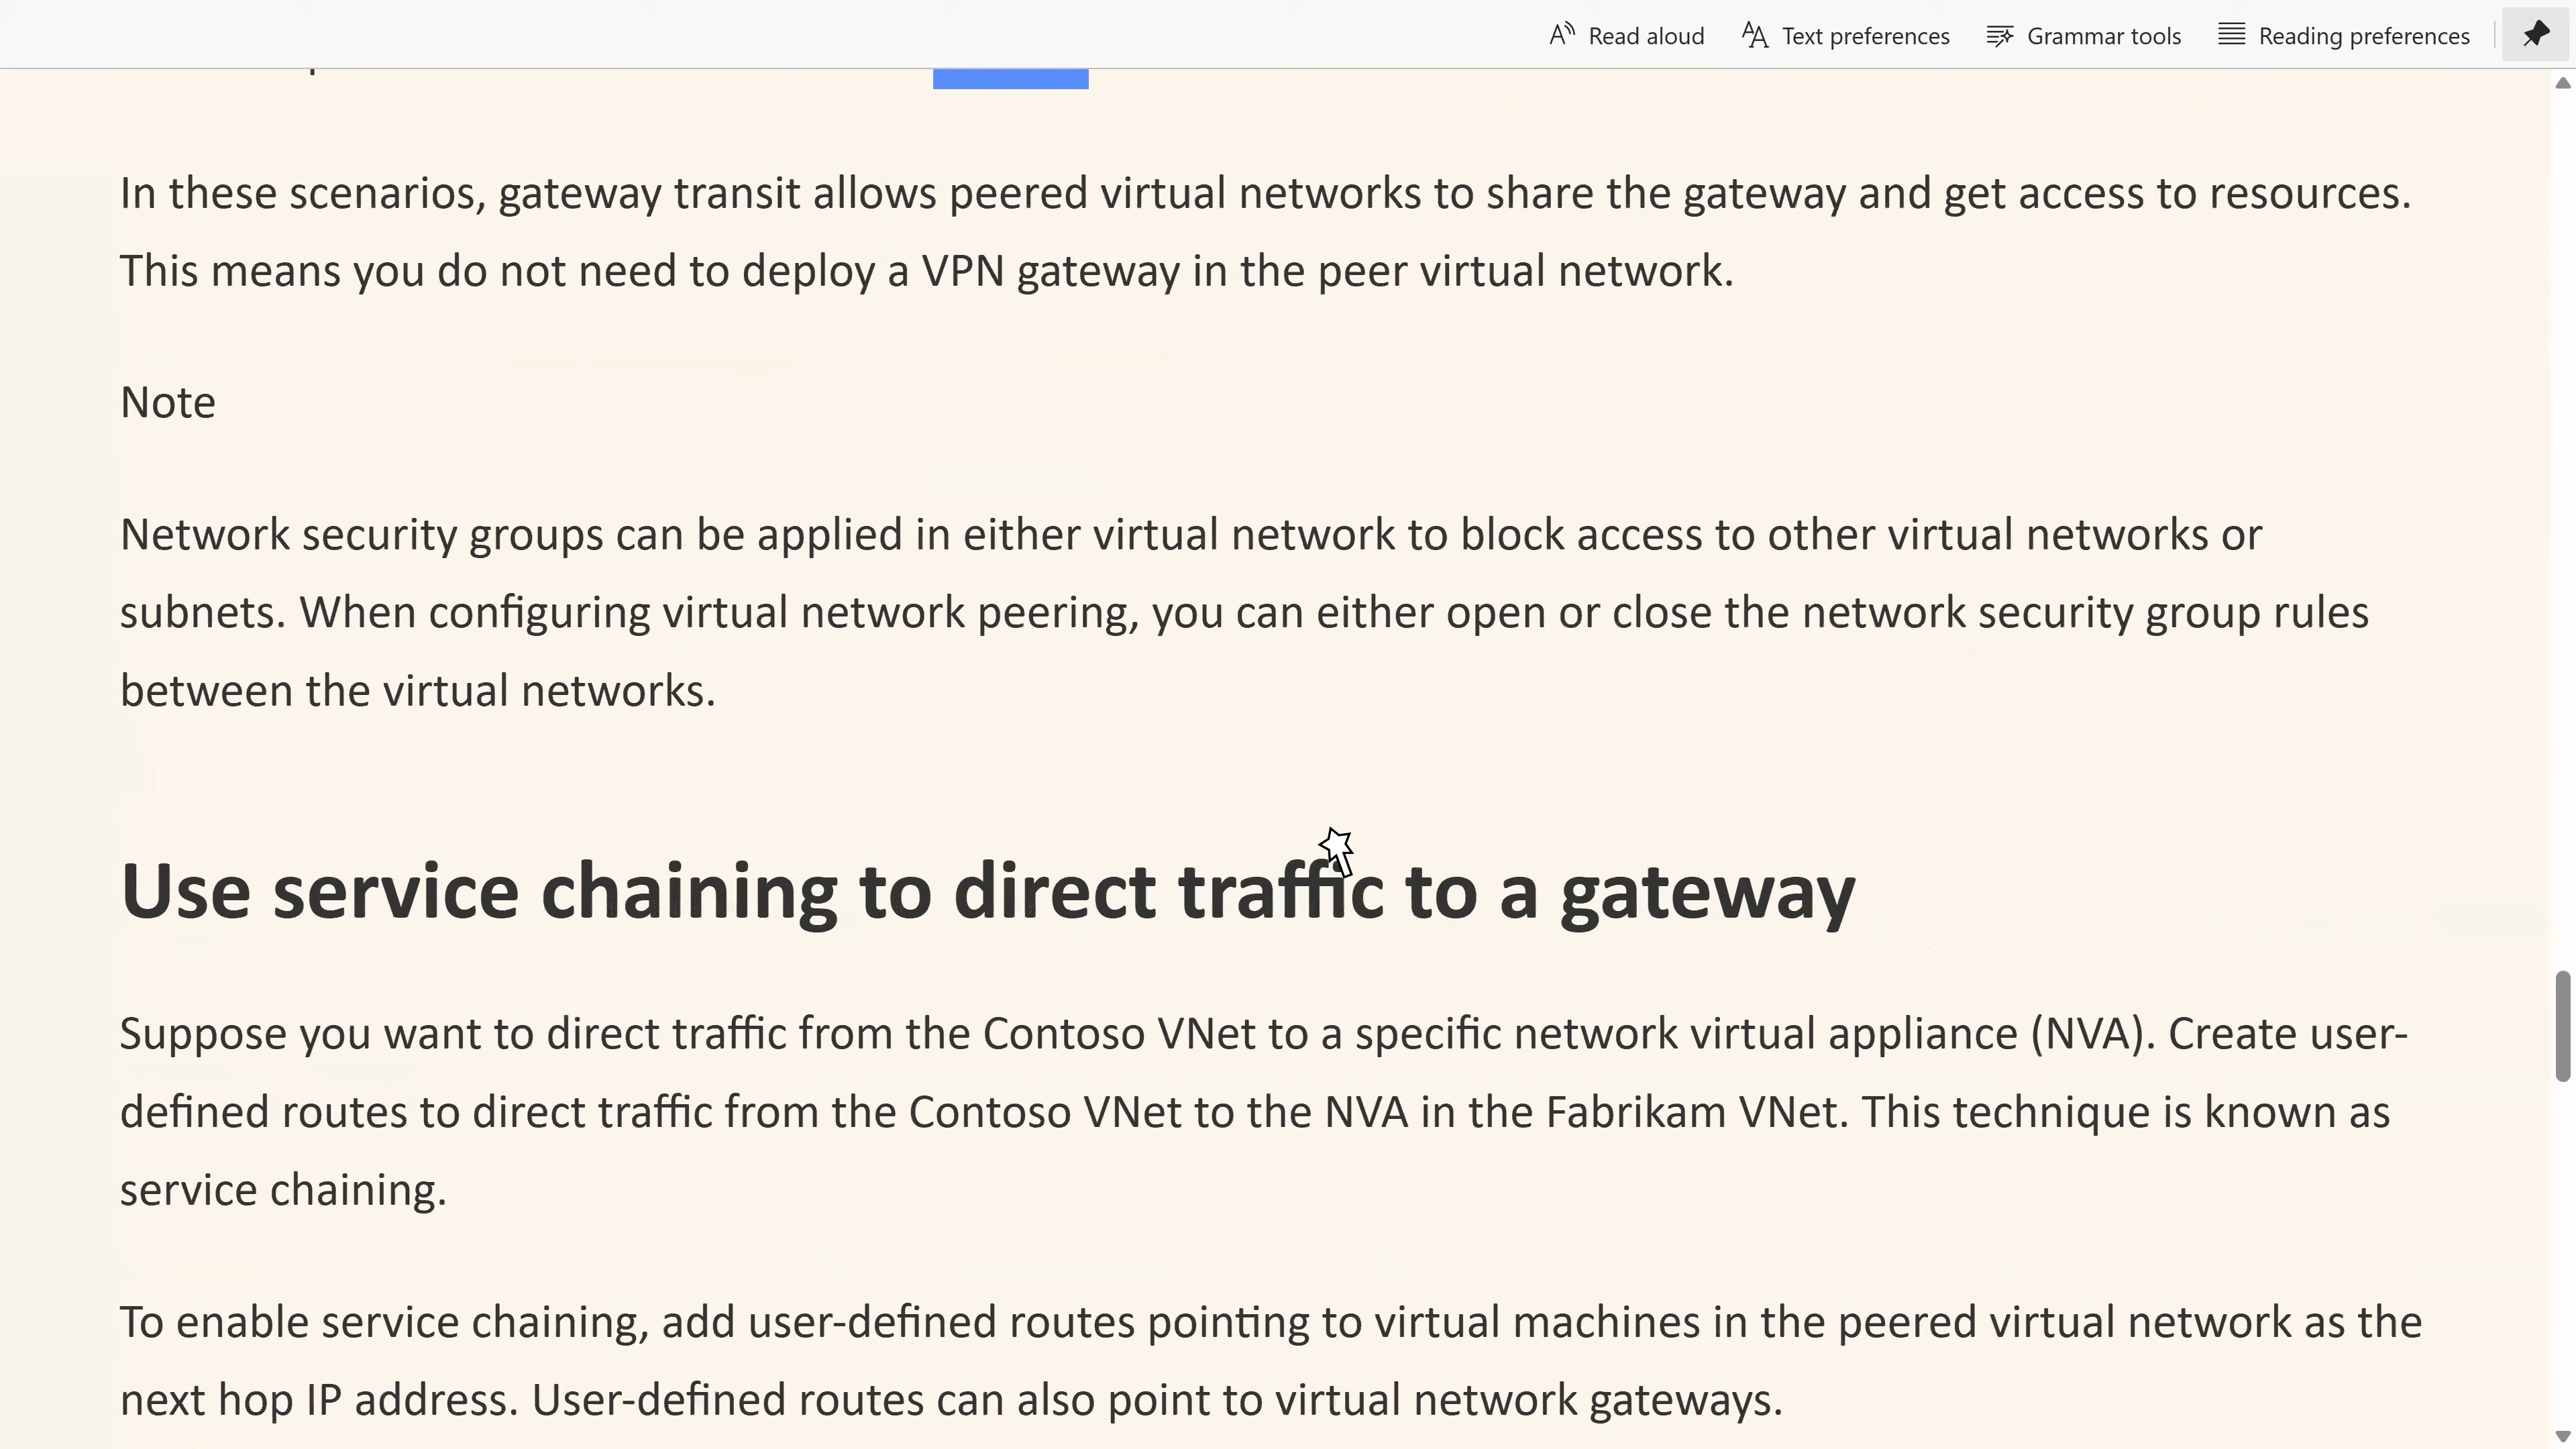 Read aloud
Text preferences
Grammar tools
Reading preferences
In these scenarios, gateway transit allows peered virtual networks to share the gateway and get access to resources.
This means you do not need to deploy a VPN gateway in the peer virtual network.
Note
Network security groups can be applied in either virtual network to block access to other virtual networks or
subnets. When configuring virtual network peering, you can either open or close the network security group rules
between the virtual networks.
Use service chaining to direct traffic to a gateway
Suppose you want to direct traffic from the Contoso VNet to a specific network virtual appliance (NVA). Create user-
defined routes to direct traffic from the Contoso VNet to the NVA in the Fabrikam VNet. This technique is known as
service chaining.
To enable service chaining, add user-defined routes pointing to virtual machines in the peered virtual network as the
next hop IP address. User-defined routes can also point to virtual network gateways.